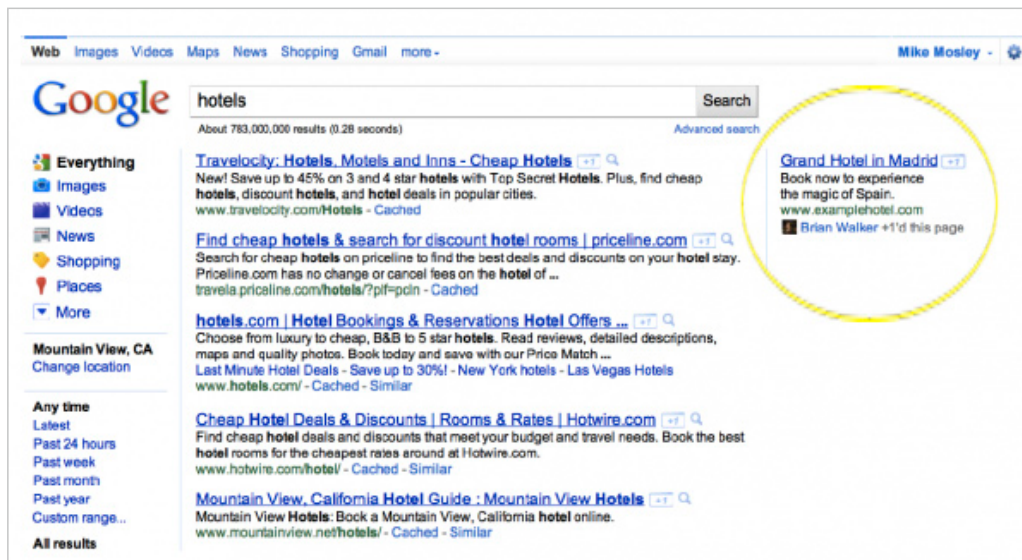 Web Images Videos Maps News Shopping Gmail more -
Mike Mosley -
Google
hotels
Search
About 783,000,000 results (0.28 seconds)
Advanced search
Everything
Images
Videos
News
Shopping
Places
More
Mountain View, CA
Change location
Any time
Latest
Past 24 hours
Past week
Past month
Past year
Custom range...
All results
Travelocity: Hotels, Motels and Inns - Cheap Hotels +1
New! Save up to 45% on 3 and 4 star hotels with Top Secret Hotels. Plus, find cheap
hotels, discount hotels, and hotel deals in popular cities.
www.travelocity.com/Hotels - Cached
Find cheap hotels & search for discount hotel rooms | priceline.com +1
Search for cheap hotels on priceline to find the best deals and discounts on your hotel stay.
Priceline.com has no change or cancel fees on the hotel of ...
travela.priceline.com/hotels/?plf=pcln - Cached
hotels.com | Hotel Bookings & Reservations Hotel Offers ... +1
Choose from luxury to cheap, B&B to 5 star hotels. Read reviews, detailed descriptions,
maps and quality photos. Book today and save with our Price Match ...
Last Minute Hotel Deals - Save up to 30%! - New York hotels - Las Vegas Hotels
www.hotels.com/ - Cached - Similar
Cheap Hotel Deals & Discounts | Rooms & Rates | Hotwire.com +1
Find cheap hotel deals and discounts that meet your budget and travel needs. Book the best
hotel rooms for the cheapest rates around at Hotwire.com.
www.hotwire.com/hotel/ - Cached - Similar
Mountain View, California Hotel Guide : Mountain View Hotels +1
Mountain View Hotels: Book a Mountain View, California hotel online.
www.mountainview.net/hotels/ - Cached - Similar
Grand Hotel in Madrid +1
Book now to experience
the magic of Spain.
www.examplehotel.com
Brian Walker +1'd this page